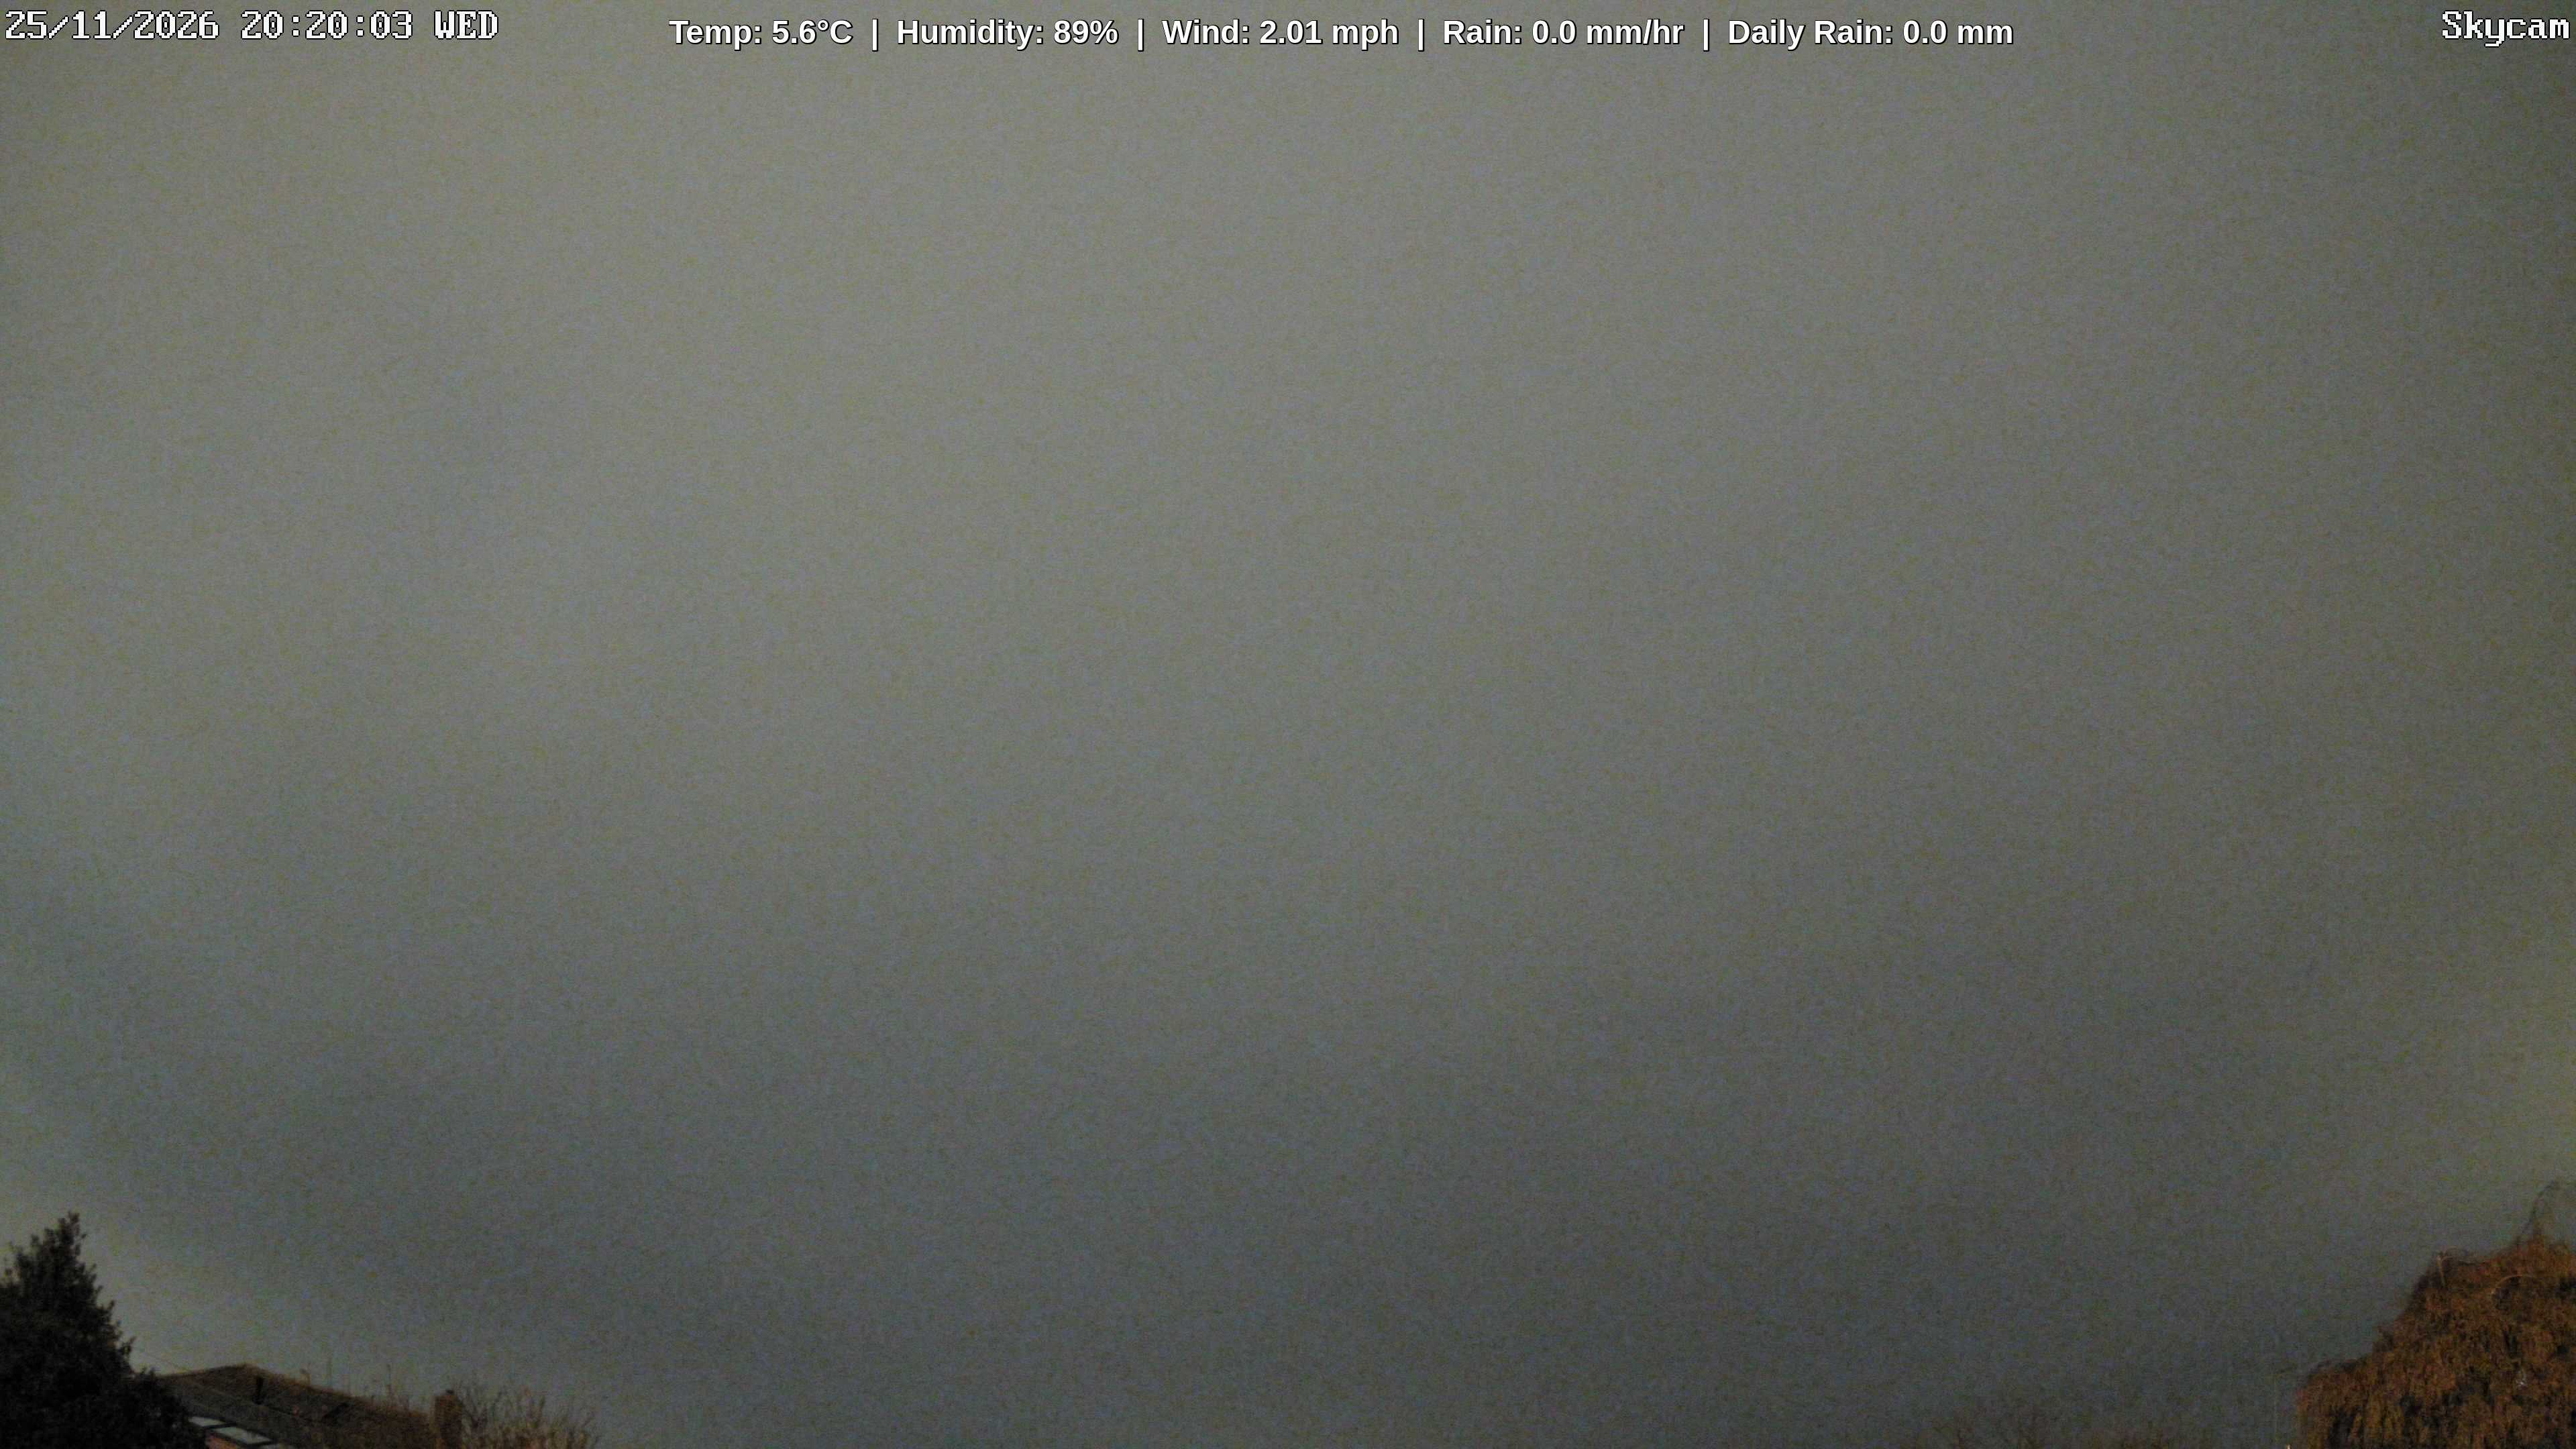 25/11/2026 20:20:03 WED
Temp: 5.6°C | Humidity: 89% | Wind: 2.01 mph | Rain: 0.0 mm/hr | Daily Rain: 0.0 mm
Skycam